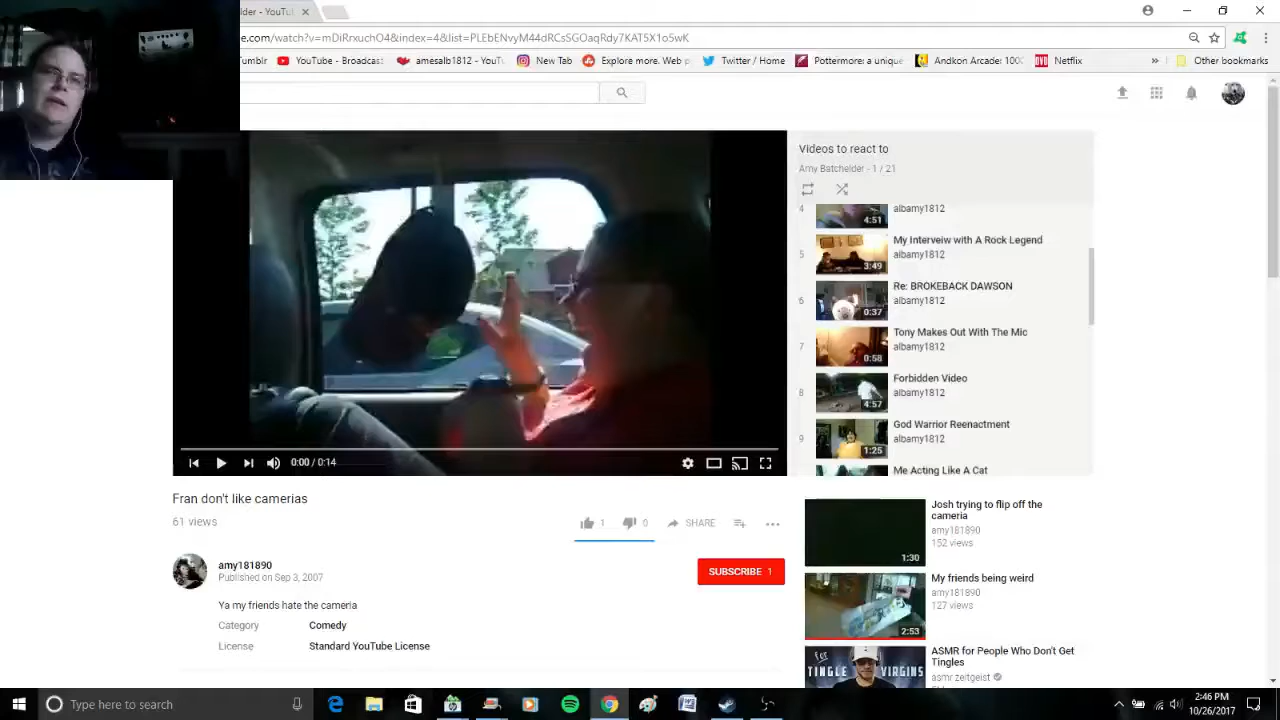 lder - YouTu
e.com/watch?v=mDiRrxuchO4&index=4&list=PLEbENvyM44dRCsSGOaqRdy7KAT5X1o5wK
Tumblr
YouTube - Broadcas
amesalb1812 - YouTu
New Tab
Explore more. Web p
Twitter / Home
Pottermore: a unique
Andkon Arcade: 100
DVD
Netflix
»
Other bookmarks
Videos to react to
Amy Batchelder - 1 / 21
4
4:51
albamy1812
5
3:49
My Interveiw with A Rock Legend
albamy1812
6
0:37
Re: BROKEBACK DAWSON
albamy1812
7
0:58
Tony Makes Out With The Mic
albamy1812
8
4:57
Forbidden Video
albamy1812
9
1:25
God Warrior Reenactment
albamy1812
Me Acting Like A Cat
0:00 / 0:14
Fran don't like camerias
61 views
1
0
SHARE
amy181890
Published on Sep 3, 2007
SUBSCRIBE 1
Ya my friends hate the cameria
Category
Comedy
License
Standard YouTube License
1:30
Josh trying to flip off the
cameria
amy181890
152 views
2:53
My friends being weird
amy181890
127 views
for
TINGLE VIRGINS
ASMR for People Who Don't Get
Tingles
asmr zeitgeist
Type here to search
2:46 PM
10/26/2017